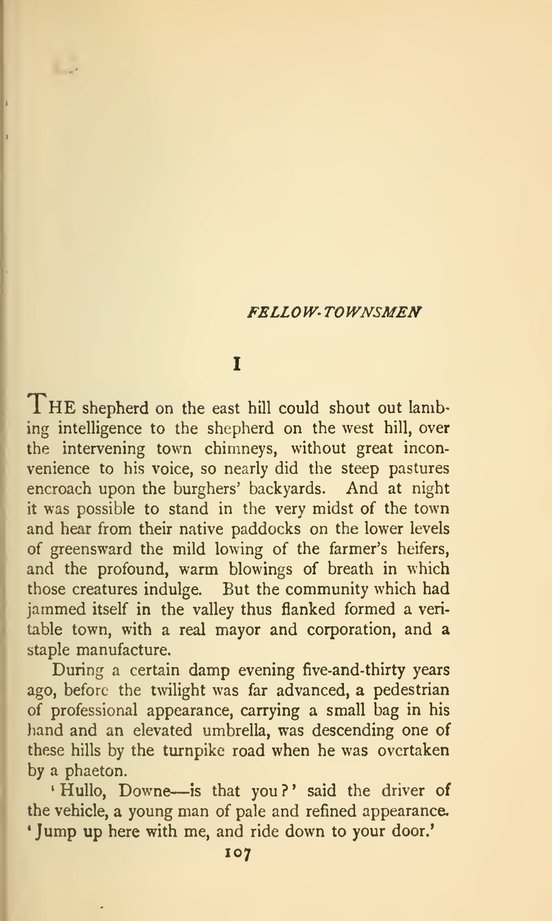 FELLOW-TOWNSMEN
I
THE shepherd on the east hill could shout out lamb-
ing intelligence to the shepherd on the west hill, over
the intervening town chimneys, without great incon-
venience to his voice, so nearly did the steep pastures
encroach upon the burghers' backyards. And at night
it was possible to stand in the very midst of the town
and hear from their native paddocks on the lower levels
of greensward the mild lowing of the farmer's heifers,
and the profound, warm blowings of breath in which
those creatures indulge. But the community which had
jammed itself in the valley thus flanked formed a veri-
table town, with a real mayor and corporation, and a
staple manufacture.
During a certain damp evening five-and-thirty years
ago, before the twilight was far advanced, a pedestrian
of professional appearance, carrying a small bag in his
hand and an elevated umbrella, was descending one of
these hills by the turnpike road when he was overtaken
by a phaeton.
'Hullo, Downe—is that you?' said the driver of
the vehicle, a young man of pale and refined appearance.
'Jump up here with me, and ride down to your door.'
107